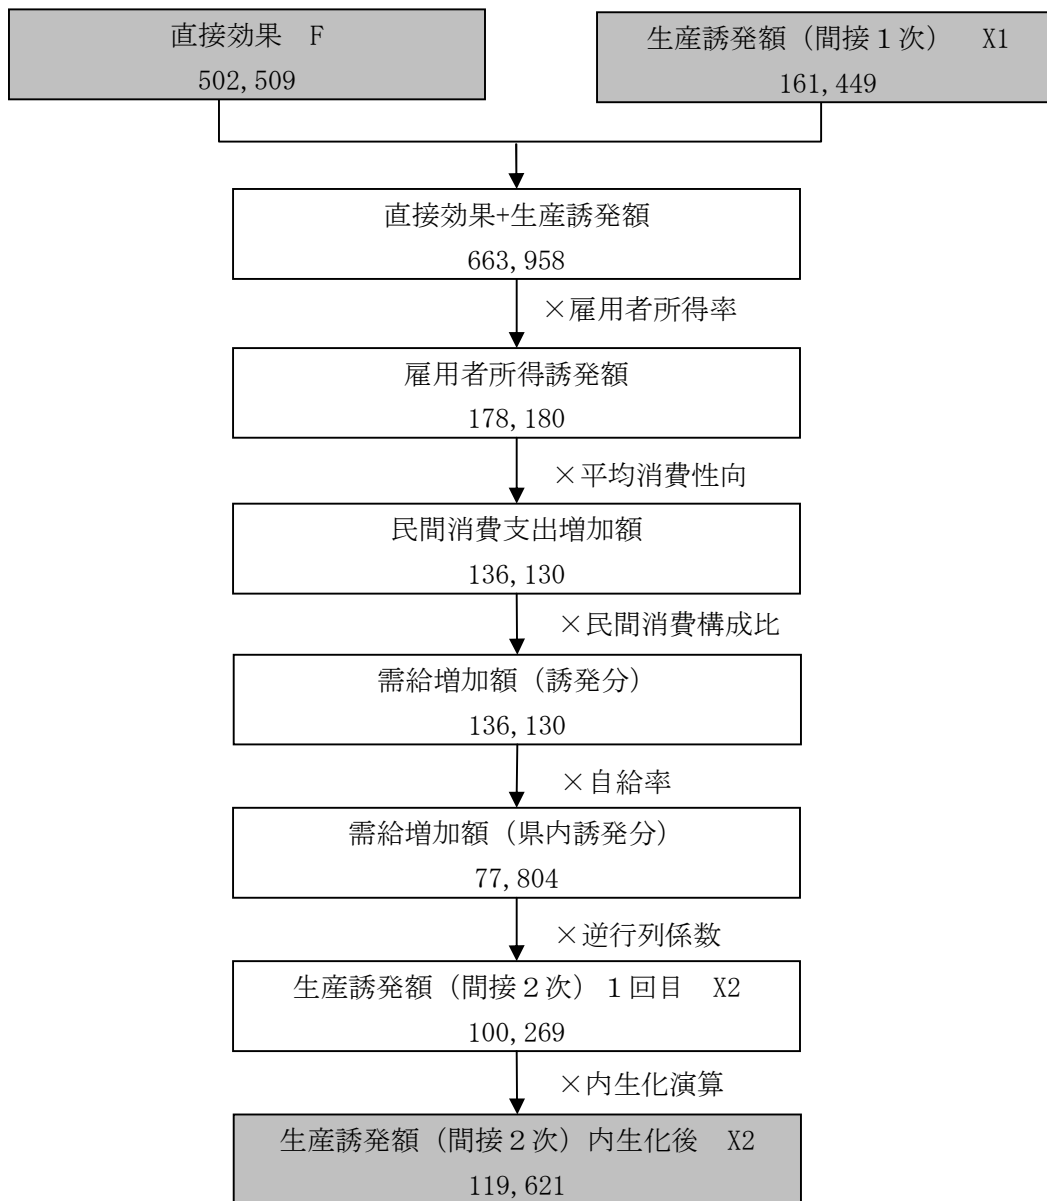 直接効果　F
502,509
生産誘発額（間接１次）　X1
161,449
直接効果+生産誘発額
663,958
×雇用者所得率
雇用者所得誘発額
178,180
×平均消費性向
民間消費支出増加額
136,130
×民間消費構成比
需給増加額（誘発分）
136,130
×自給率
需給増加額（県内誘発分）
77,804
×逆行列係数
生産誘発額（間接２次）１回目　X2
100,269
×内生化演算
生産誘発額（間接２次）内生化後　X2
119,621